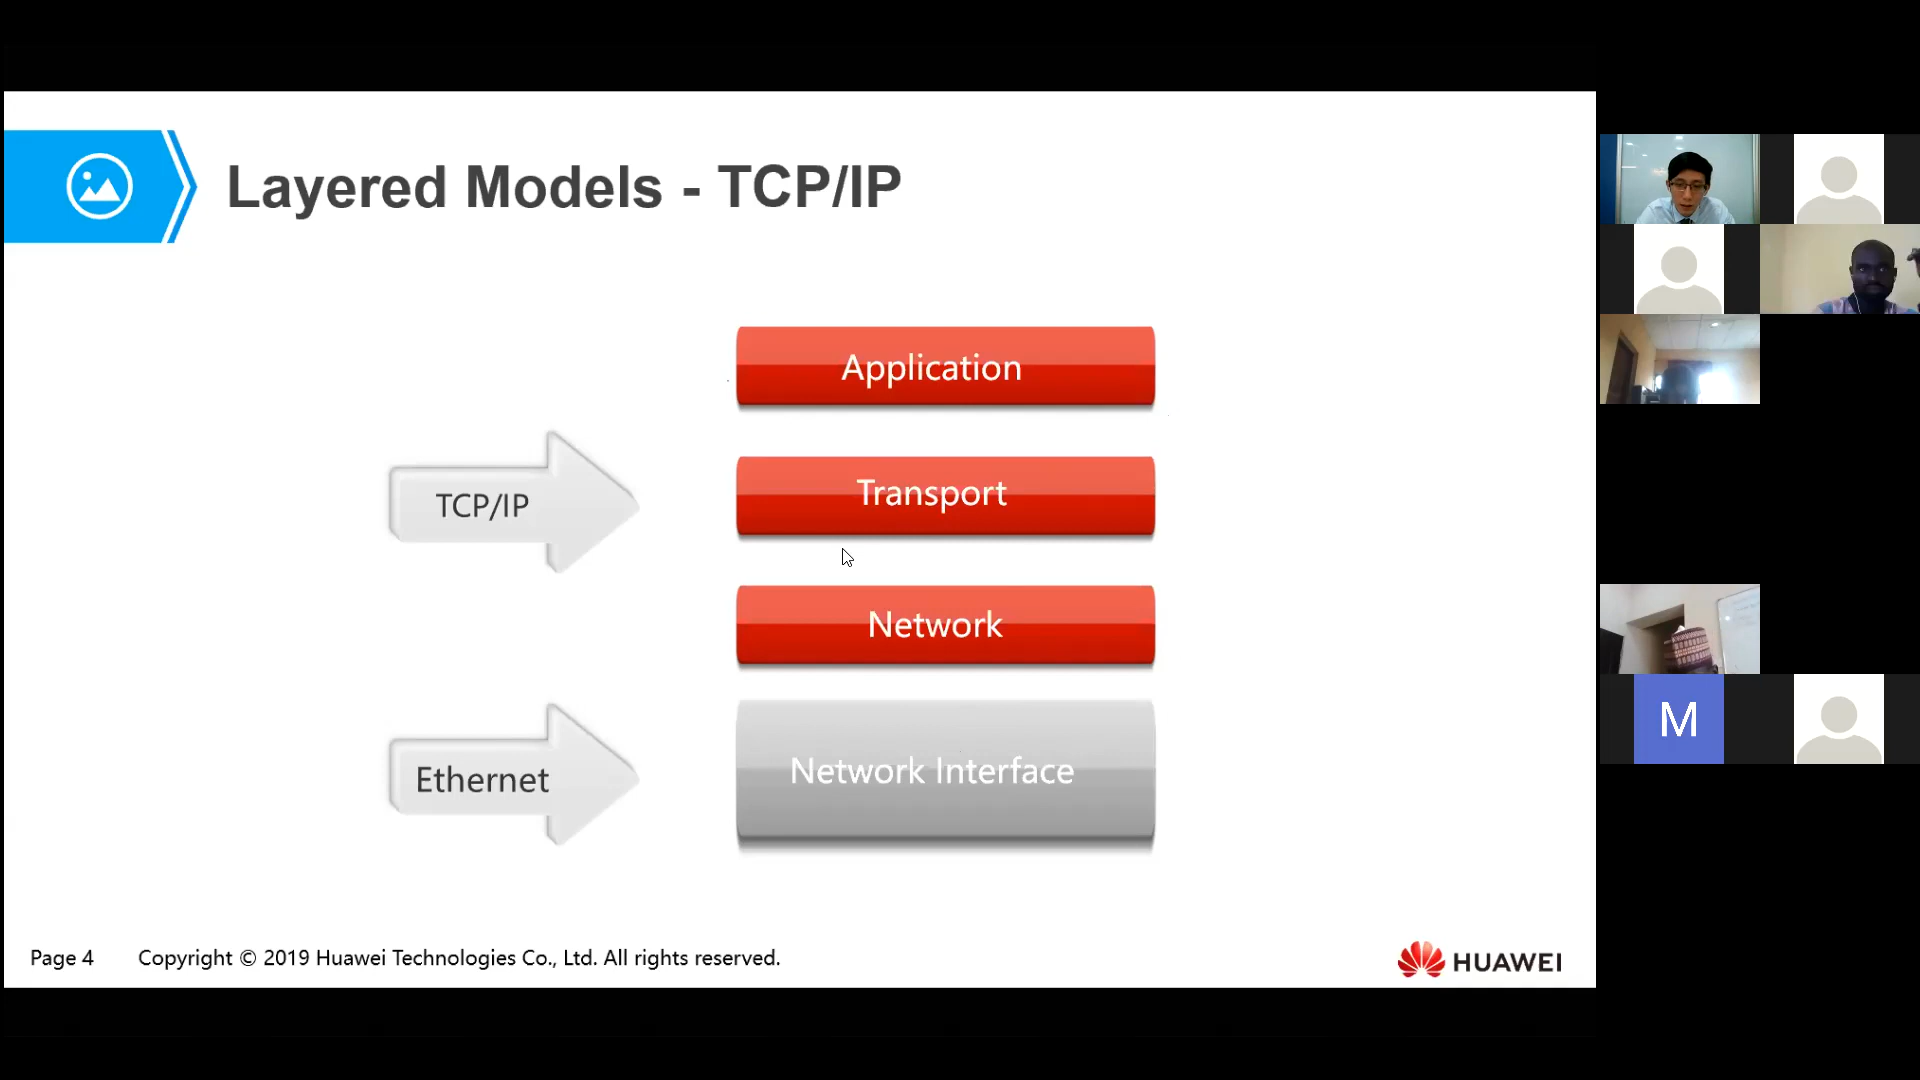 Layered Models - TCP/IP
Application
TCP/IP
Transport
Network
Ethernet
Network Interface
Page 4
Copyright © 2019 Huawei Technologies Co., Ltd. All rights reserved.
HUAWEI
M